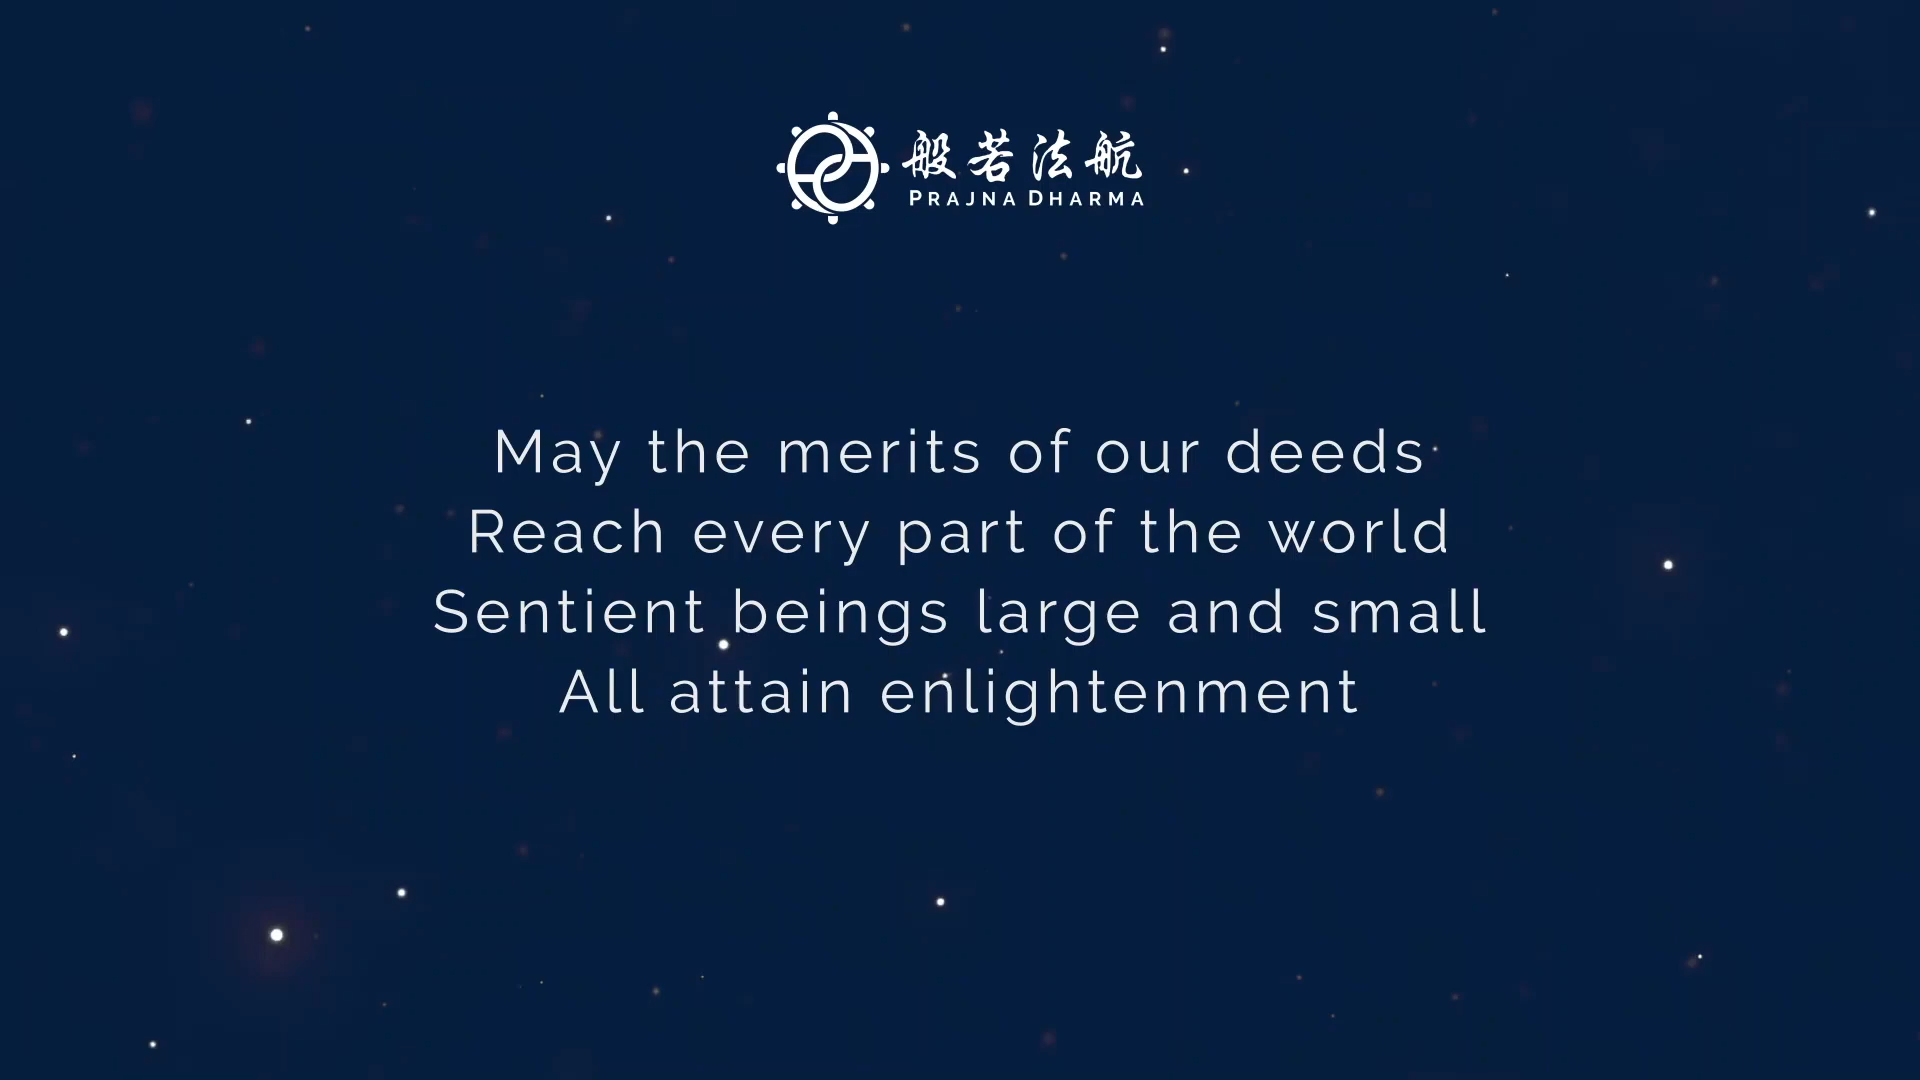 般若法航
PRAJNA DHARMA
May the merits of our deeds
Reach every part of the world
Sentient beings large and small
All attain enlightenment